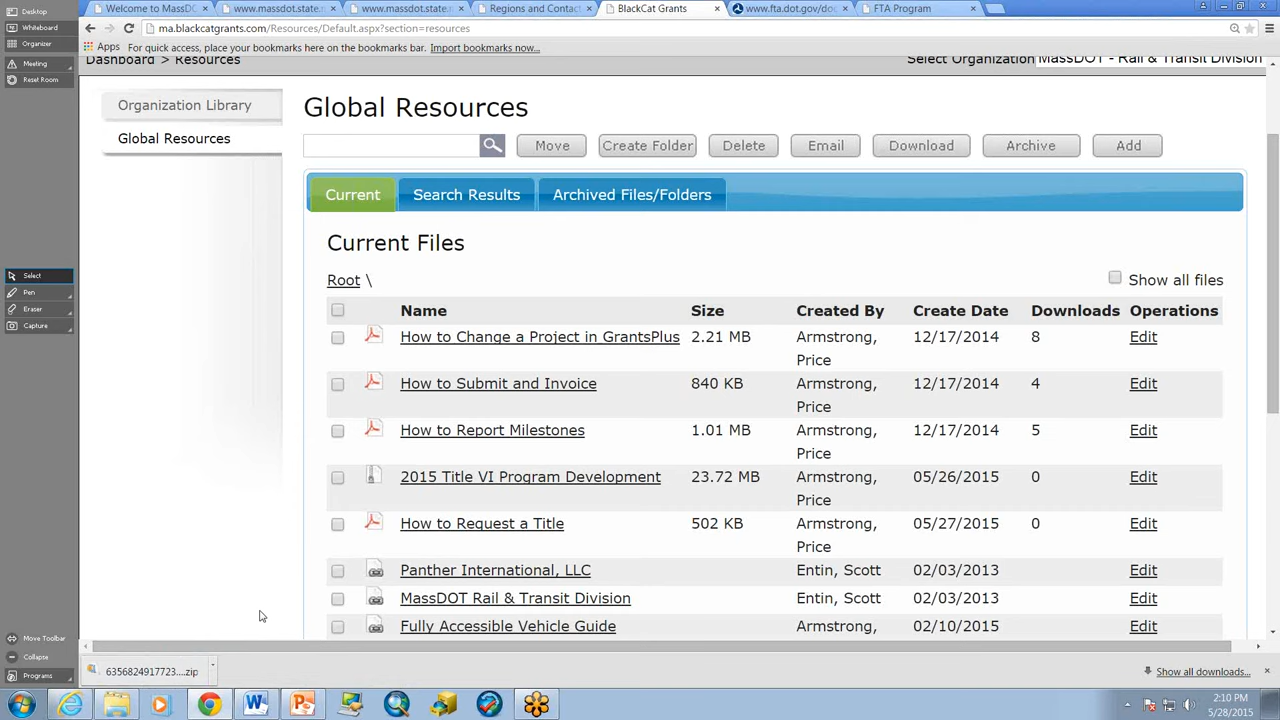 Desktop
Whiteboard
Organizer
Meeting
Reset Room
Select
Pen
Eraser
Capture
Move Toolbar
Collapse
Programs
Welcome to MassD
www.massdot.state.
www.massdot.state.
Regions and Contact
BlackCat Grants
www.fta.dot.gov/do
FTA Program
ma.blackcatgrants.com/Resources/Default.aspx?section=resources
Apps For quick access, place your bookmarks here on the bookmarks bar. Import bookmarks now...
Dashboard > Resources
Select Organization MassDOT - Rail & Transit Division
Organization Library
Global Resources
Global Resources
Move Create Folder Delete Email Download Archive Add
Current Search Results Archived Files/Folders
Current Files
Root \
Show all files
Name Size Created By Create Date Downloads Operations
How to Change a Project in GrantsPlus 2.21 MB Armstrong, 12/17/2014 8 Edit
Price
How to Submit and Invoice 840 KB Armstrong, 12/17/2014 4 Edit
Price
How to Report Milestones 1.01 MB Armstrong, 12/17/2014 5 Edit
Price
2015 Title VI Program Development 23.72 MB Armstrong, 05/26/2015 0 Edit
Price
How to Request a Title 502 KB Armstrong, 05/27/2015 0 Edit
Price
Panther International, LLC Entin, Scott 02/03/2013 Edit
MassDOT Rail & Transit Division Entin, Scott 02/03/2013 Edit
Fully Accessible Vehicle Guide Armstrong, 02/10/2015 Edit
6356824917723....zip
Show all downloads...
2:10 PM
5/28/2015